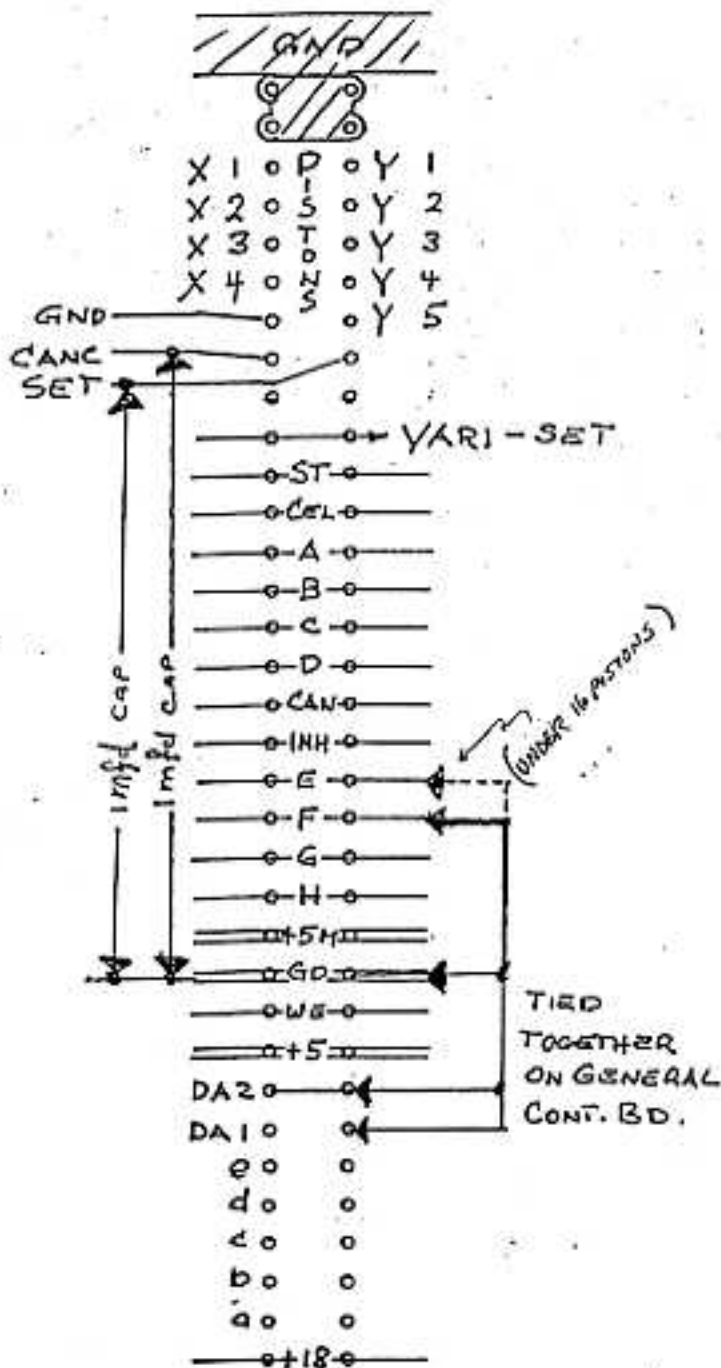 GND
X 1 P Y 1
X 2 I S Y 2
X 3 T O Y 3
X 4 N S Y 4
GND Y 5
CANC
SET
VARI-SET
ST
CEL
A
B
C
D
CAN
INH
E
F
G
H
+5M
GD
WE
+5
DA2
DA1
e
d
c
b
a
+18
1 mfd CAP
1 mfd CAP
(UNDER 16 PISTONS)
TIED
TOGETHER
ON GENERAL
CONT. BD.